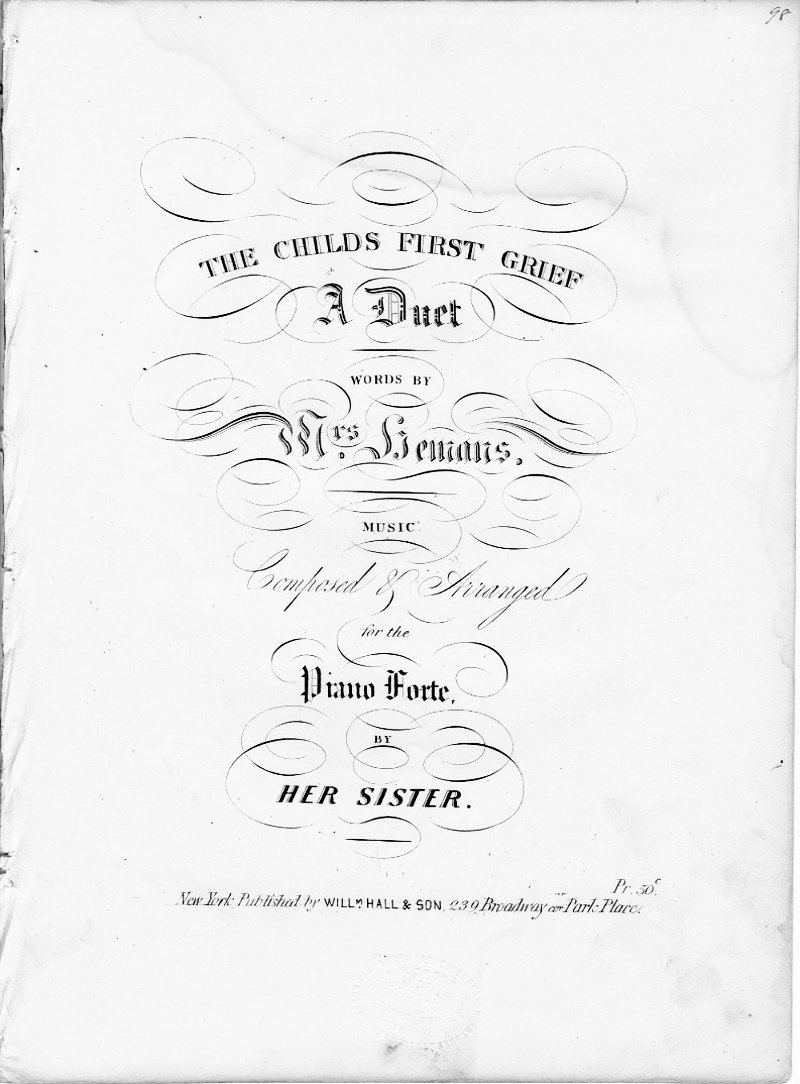 98
THE CHILDS FIRST GRIEF
A Duet
WORDS BY
Mrs. Hemans.
MUSIC
Composed & Arranged
for the
Piano Forte,
BY
HER SISTER.
Pr. 50c.
New York, Published by WILLM HALL & SON, 239, Broadway cor Park Place.